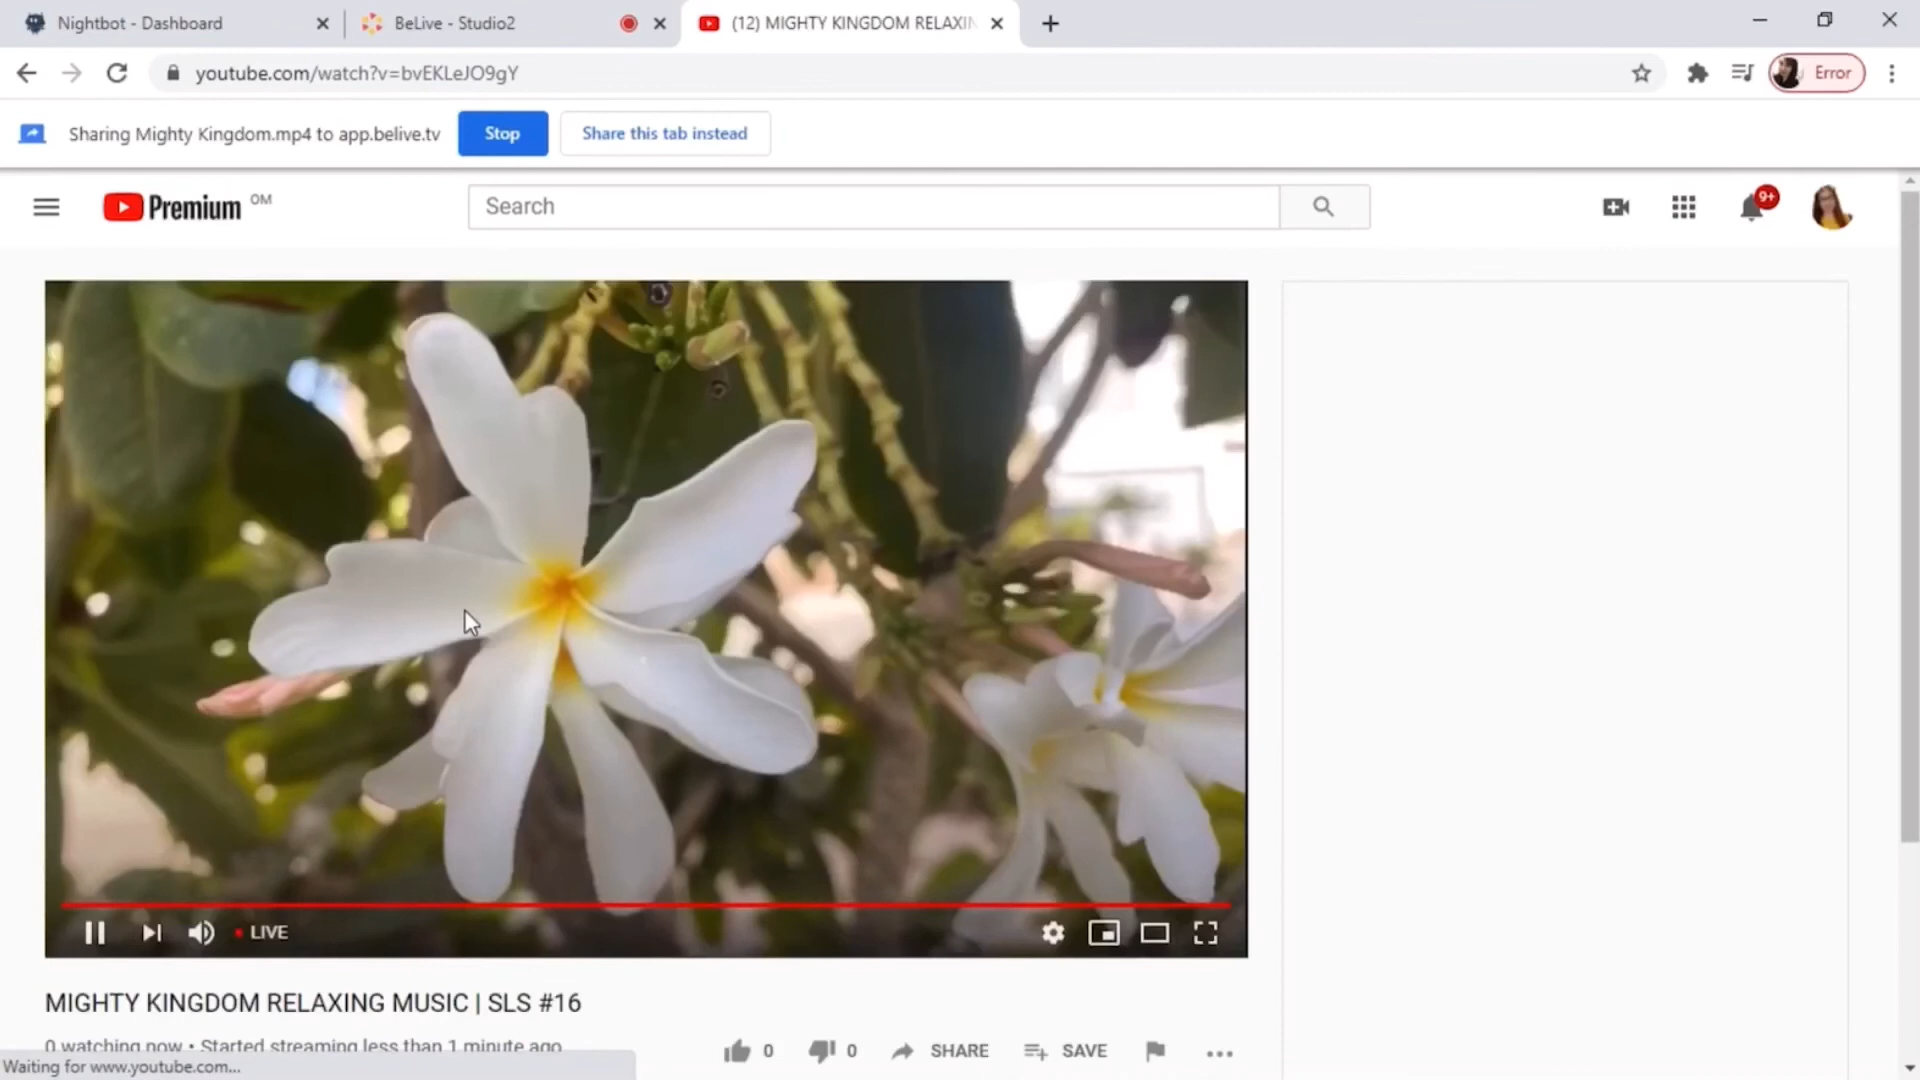 Nightbot - Dashboard
BeLive - Studio2
(12) MIGHTY KINGDOM RELAXIN
youtube.com/watch?v=bvEKLeJO9gY
Error
Sharing Mighty Kingdom.mp4 to app.belive.tv
Stop
Share this tab instead
Premium OM
Search
9+
LIVE
MIGHTY KINGDOM RELAXING MUSIC | SLS #16
0 watching now • Started streaming less than 1 minute ago
0
0
SHARE
SAVE
Waiting for www.youtube.com...